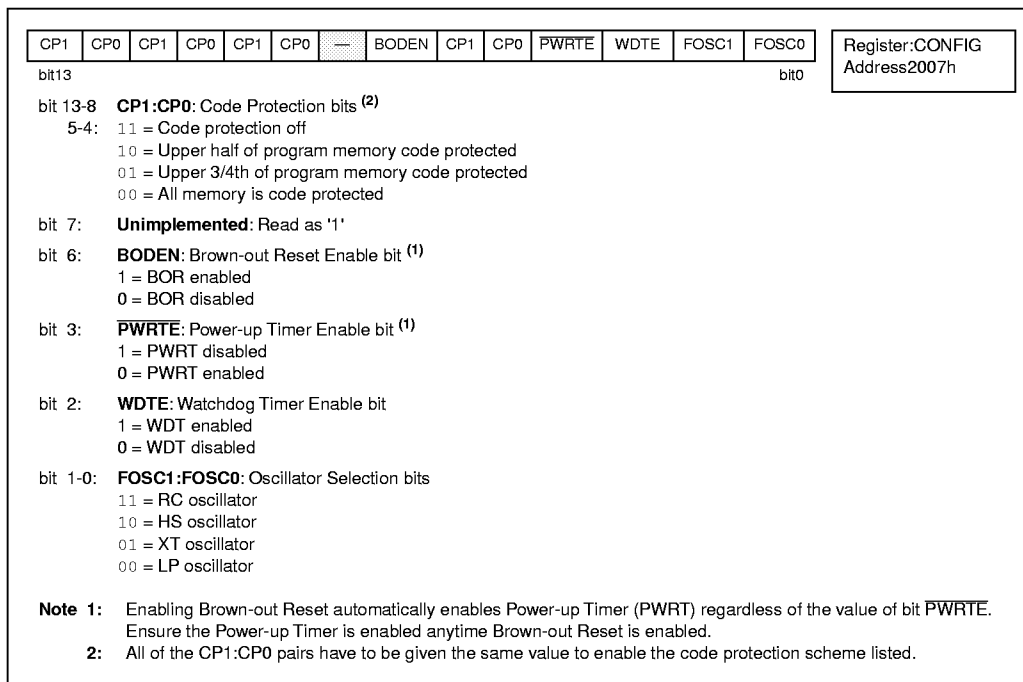 CP1 CP0 CP1 CP0 CP1 CP0 — BODEN CP1 CP0 PWRTE WDTE FOSC1 FOSC0
bit13 bit0
Register:CONFIG
Address2007h
bit 13-8 CP1:CP0: Code Protection bits (2)
5-4: 11 = Code protection off
10 = Upper half of program memory code protected
01 = Upper 3/4th of program memory code protected
00 = All memory is code protected
bit 7: Unimplemented: Read as '1'
bit 6: BODEN: Brown-out Reset Enable bit (1)
1 = BOR enabled
0 = BOR disabled
bit 3: PWRTE: Power-up Timer Enable bit (1)
1 = PWRT disabled
0 = PWRT enabled
bit 2: WDTE: Watchdog Timer Enable bit
1 = WDT enabled
0 = WDT disabled
bit 1-0: FOSC1:FOSC0: Oscillator Selection bits
11 = RC oscillator
10 = HS oscillator
01 = XT oscillator
00 = LP oscillator
Note 1: Enabling Brown-out Reset automatically enables Power-up Timer (PWRT) regardless of the value of bit PWRTE.
Ensure the Power-up Timer is enabled anytime Brown-out Reset is enabled.
2: All of the CP1:CP0 pairs have to be given the same value to enable the code protection scheme listed.